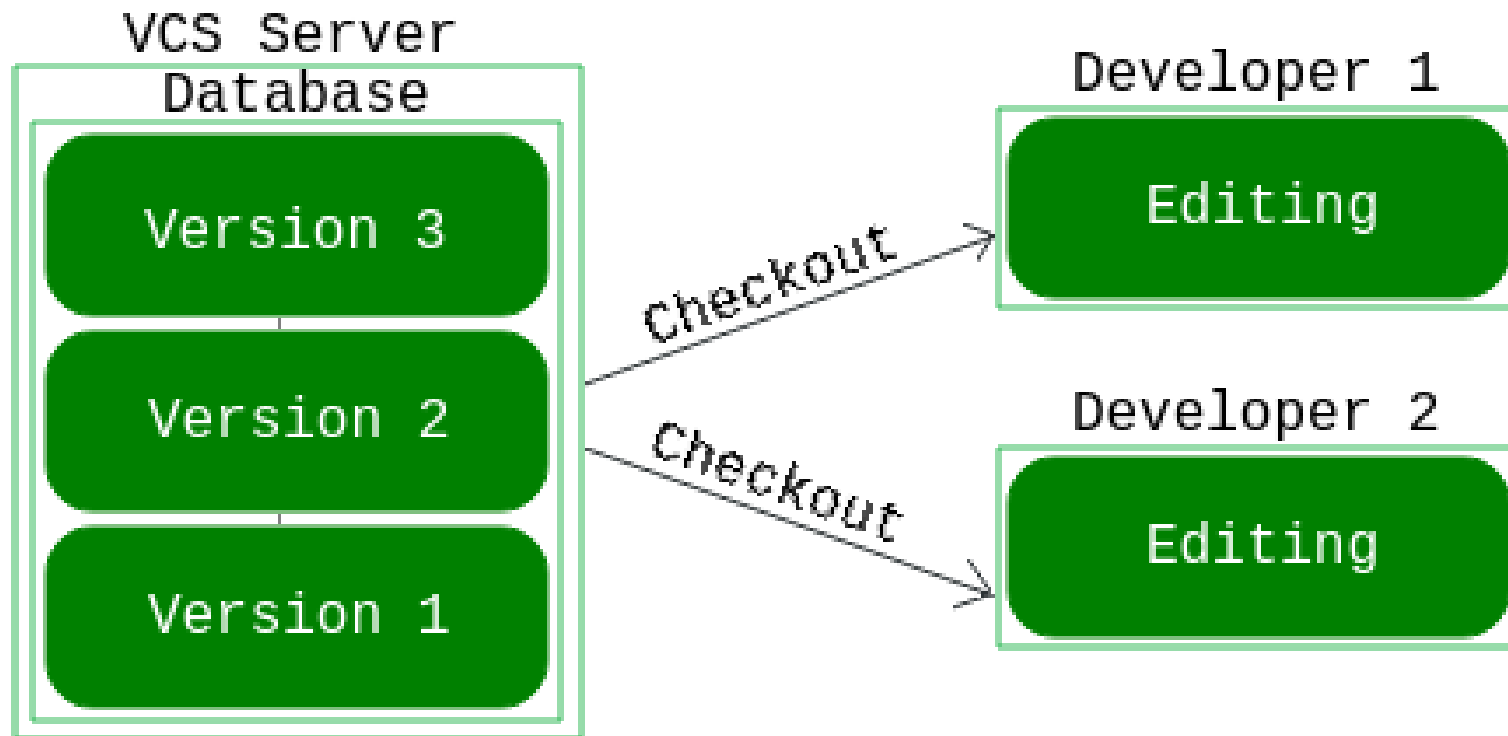 VCS Server
Database
Version 3
Version 2
Version 1
Checkout
Checkout
Developer 1
Editing
Developer 2
Editing